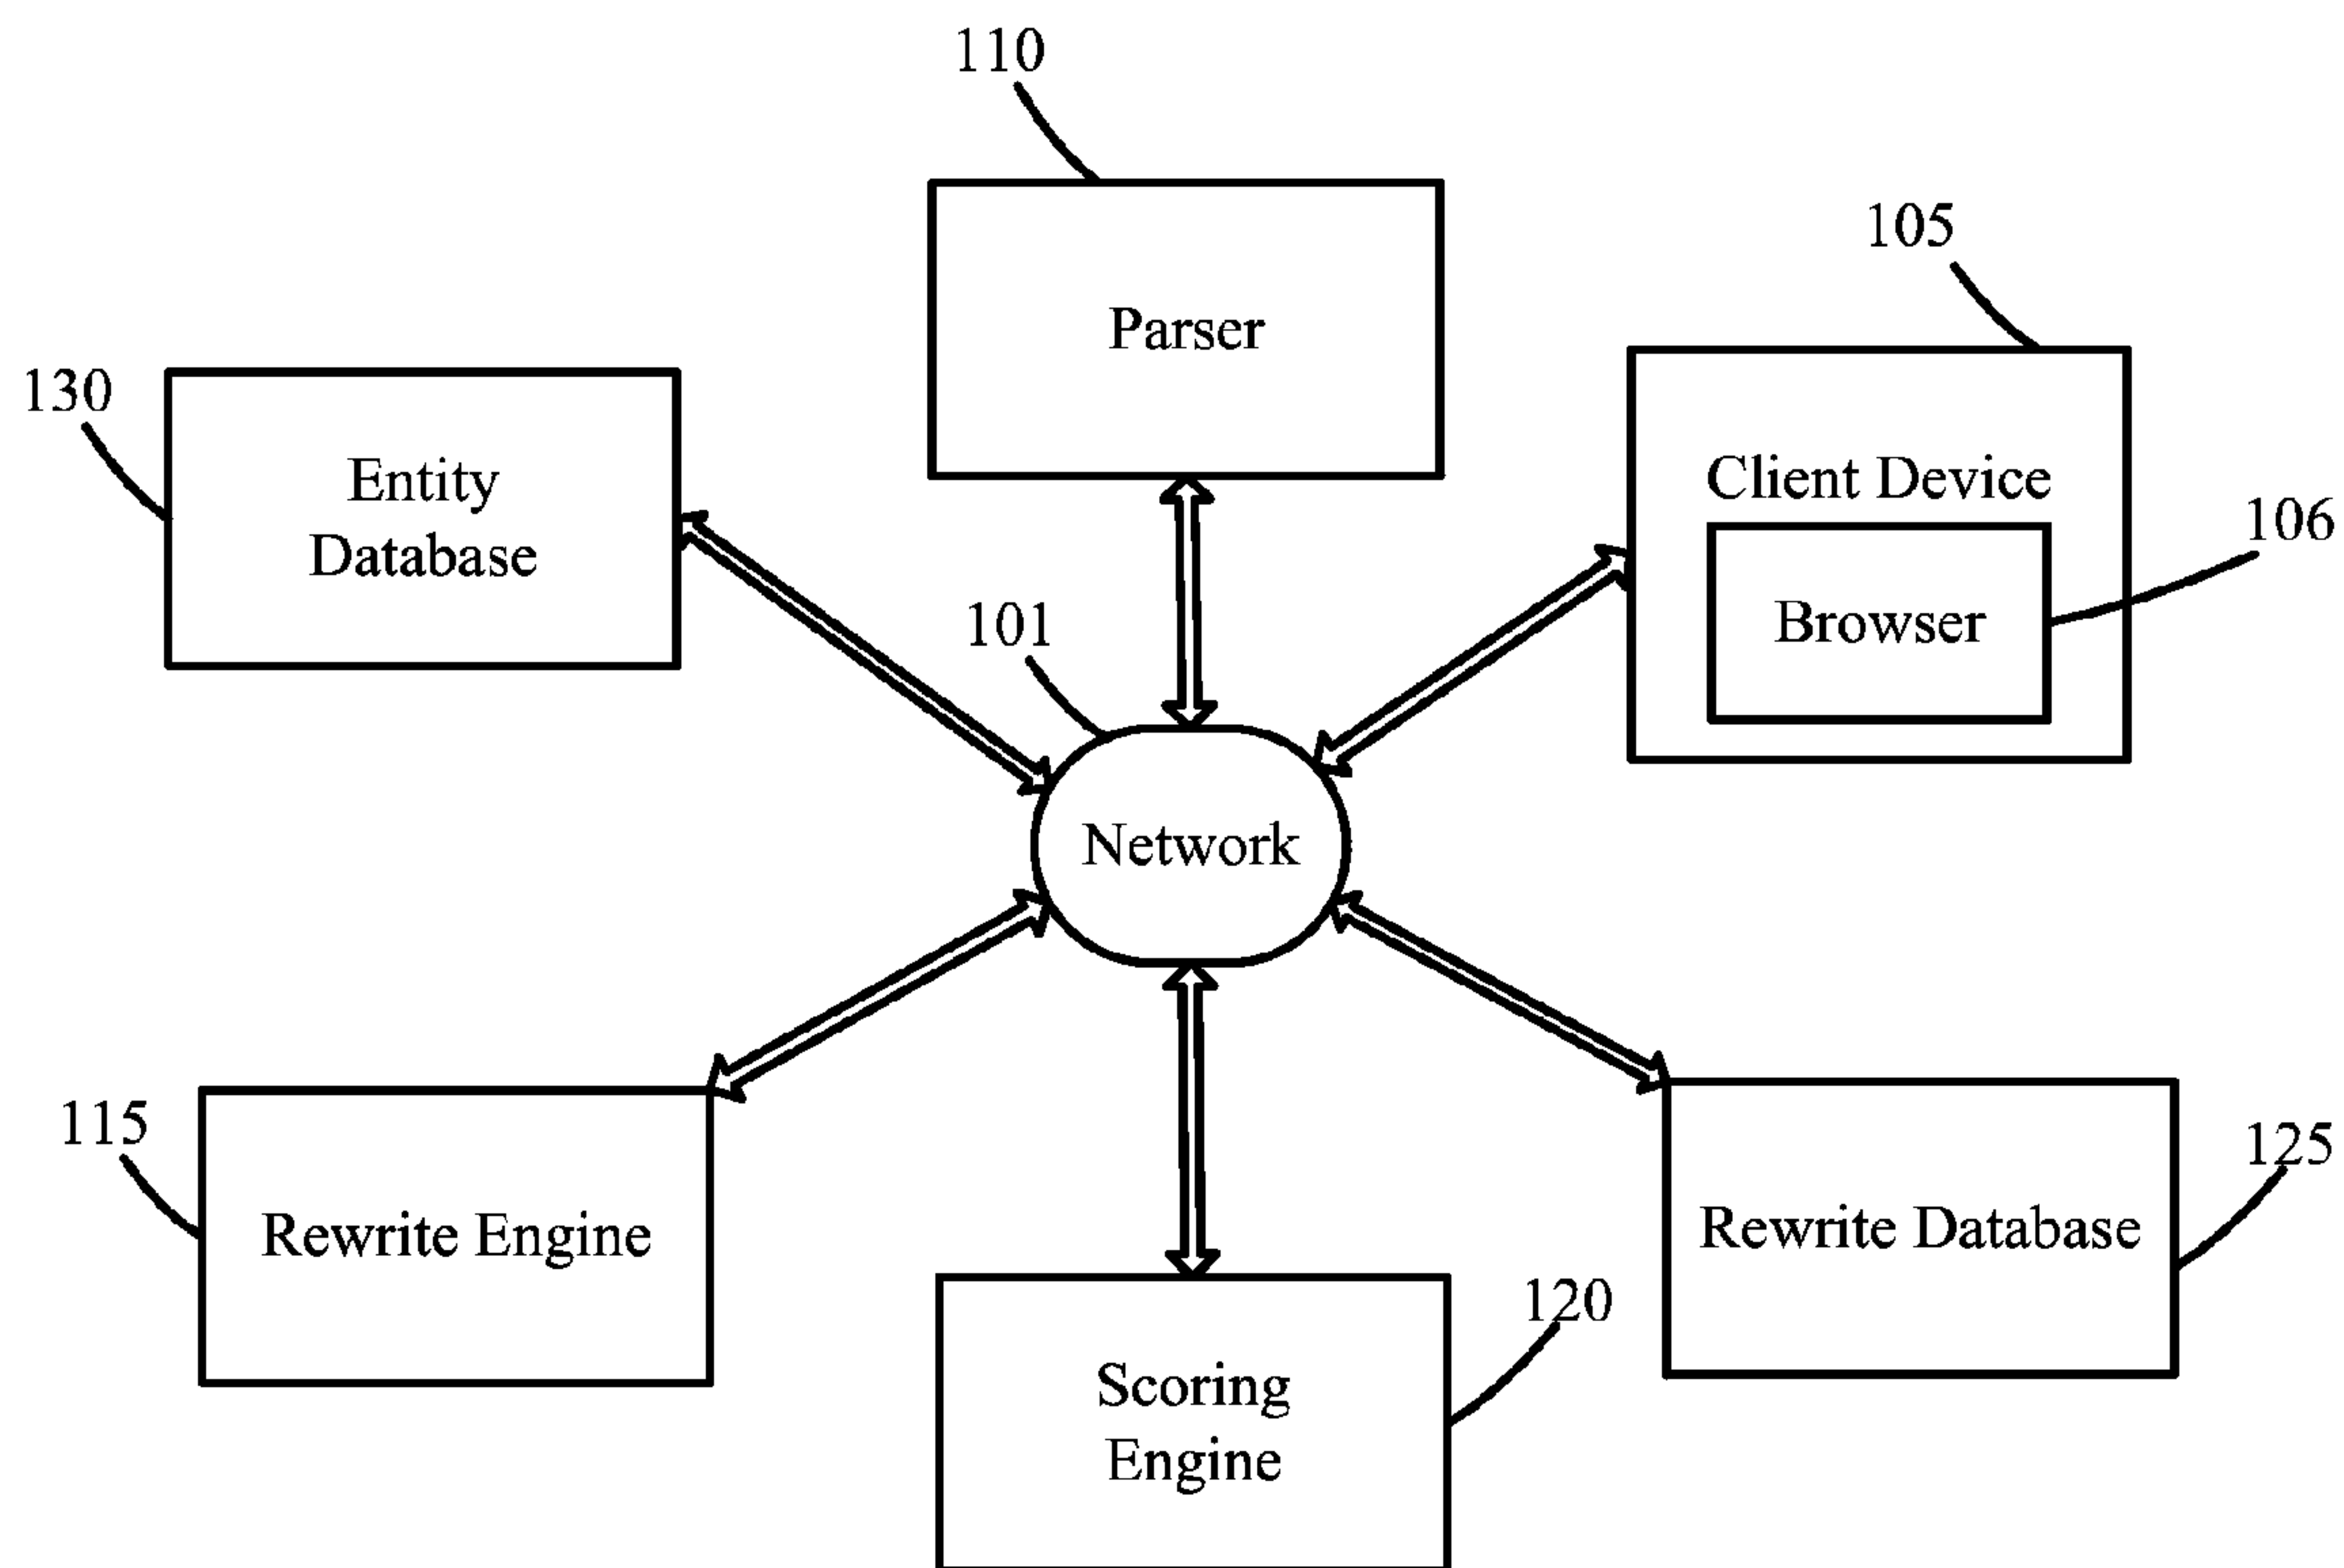 110
Parser
105
Client Device
106
Browser
130
Entity
Database
101
Network
115
Rewrite Engine
120
Scoring
Engine
125
Rewrite Database